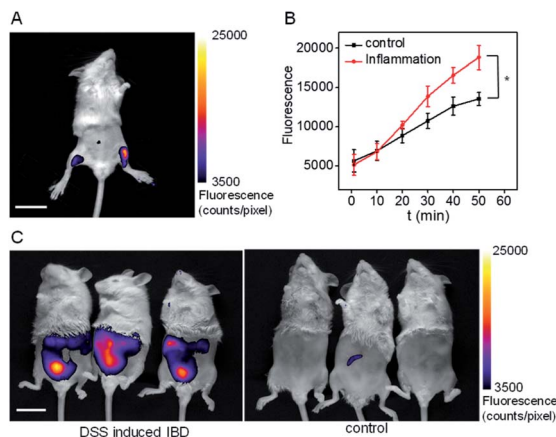 A
25000
3500
Fluorescence
(counts/pixel)
B
20000
15000
10000
5000
Fluorescence
control
Inflammation
*
0 10 20 30 40 50 60
t (min)
C
25000
3500
Fluorescence
(counts/pixel)
DSS induced IBD
control